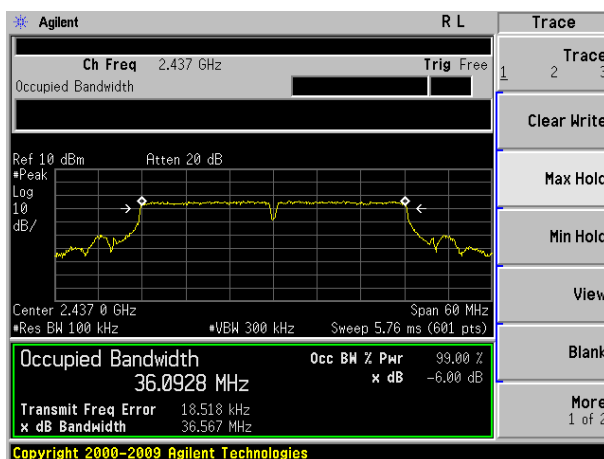 Agilent R L Trace
Ch Freq 2.437 GHz Trig Free
Occupied Bandwidth
Trace
1 2 3
Clear Write
Max Hold
Min Hold
View
Blank
More
1 of 2
Ref 10 dBm Atten 20 dB
#Peak
Log
10
dB/
Center 2.437 0 GHz Span 60 MHz
#Res BW 100 kHz #VBW 300 kHz Sweep 5.76 ms (601 pts)
Occupied Bandwidth Occ BW % Pwr 99.00 %
36.0928 MHz x dB -6.00 dB
Transmit Freq Error 18.518 kHz
x dB Bandwidth 36.567 MHz
Copyright 2000-2009 Agilent Technologies